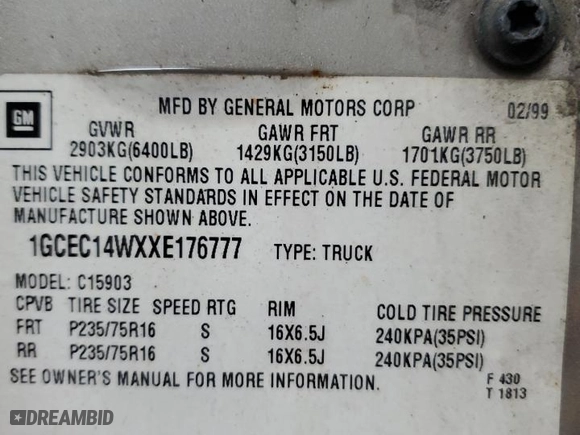 MFD BY GENERAL MOTORS CORP 02/99
GM
GVWR GAWR FRT GAWR RR
2903KG(6400LB) 1429KG(3150LB) 1701KG(3750LB)
THIS VEHICLE CONFORMS TO ALL APPLICABLE U.S. FEDERAL MOTOR
VEHICLE SAFETY STANDARDS IN EFFECT ON THE DATE OF
MANUFACTURE SHOWN ABOVE.
1GCEC14WXXE176777 TYPE: TRUCK
MODEL: C15903
CPVB TIRE SIZE SPEED RTG RIM COLD TIRE PRESSURE
FRT P235/75R16 S 16X6.5J 240KPA(35PSI)
RR P235/75R16 S 16X6.5J 240KPA(35PSI)
SEE OWNER'S MANUAL FOR MORE INFORMATION.
F 430
T 1813
DREAMBID